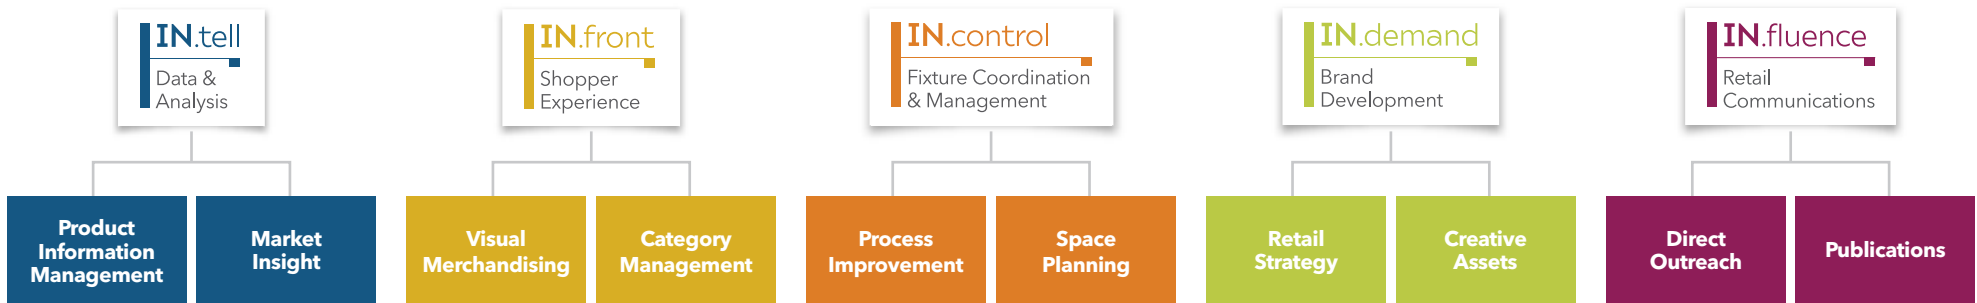 IN.tell
Data &
Analysis
Product
Information
Management
Market
Insight
IN.front
Shopper
Experience
Visual
Merchandising
Category
Management
IN.control
Fixture Coordination
& Management
Process
Improvement
Space
Planning
IN.demand
Brand
Development
Retail
Strategy
Creative
Assets
IN.fluence
Retail
Communications
Direct
Outreach
Publications